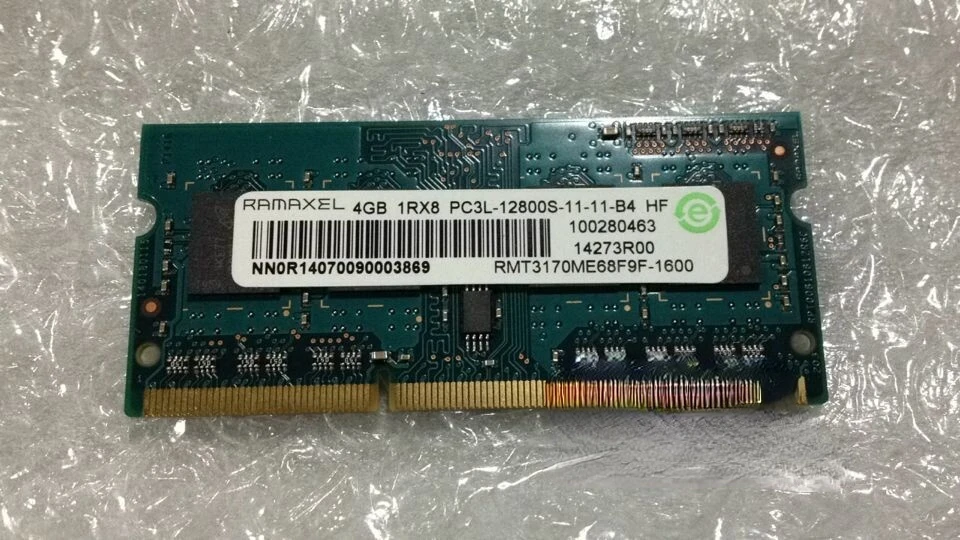 RAMAXEL 4GB 1RX8 PC3L-12800S-11-11-B4 HF
100280463
14273R00
NN0R14070090003869
RMT3170ME68F9F-1600